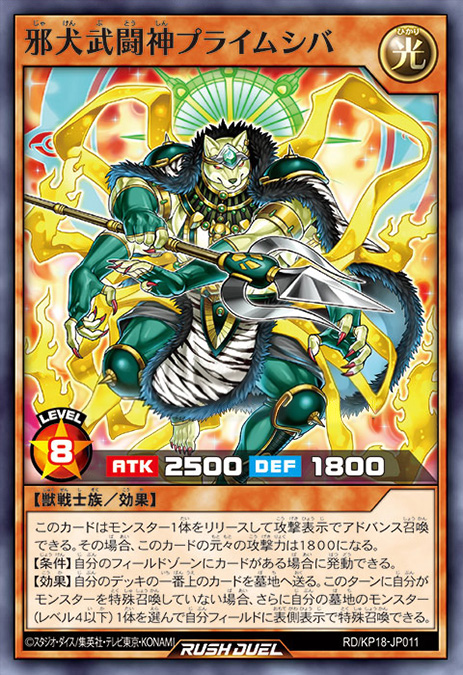 邪犬武闘神プライムシバ
光
LEVEL
8
ATK 2500 DEF 1800
【獣戦士族/効果】
このカードはモンスター1体をリリースして攻撃表示でアドバンス召喚
できる。その場合、このカードの元々の攻撃力は1800になる。
【条件】自分のフィールドゾーンにカードがある場合に発動できる。
【効果】自分のデッキの一番上のカードを墓地へ送る。このターンに自分が
モンスターを特殊召喚していない場合、さらに自分の墓地のモンスター
(レベル4以下)1体を選んで自分フィールドに表側表示で特殊召喚できる。
©スタジオ・ダイス/集英社・テレビ東京・KONAMI
RUSH DUEL
RD/KP18-JP011